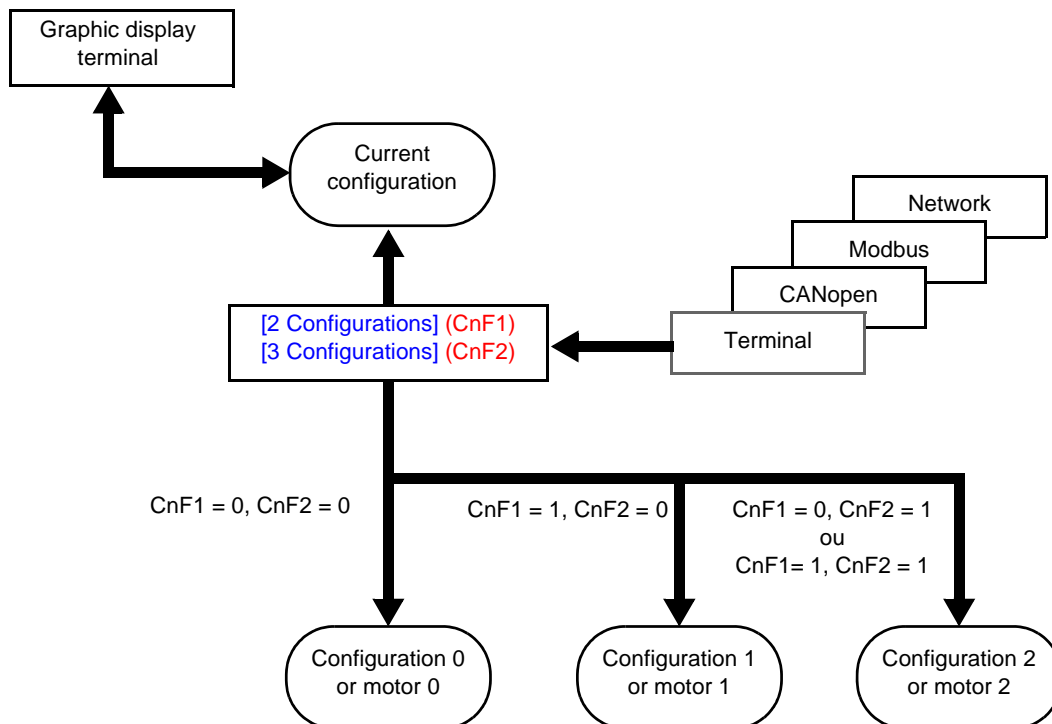 Graphic display
terminal
Current
configuration
Network
Modbus
CANopen
Terminal
[2 Configurations] (CnF1)
[3 Configurations] (CnF2)
CnF1 = 0, CnF2 = 0
CnF1 = 1, CnF2 = 0
CnF1 = 0, CnF2 = 1
ou
CnF1= 1, CnF2 = 1
Configuration 0
or motor 0
Configuration 1
or motor 1
Configuration 2
or motor 2